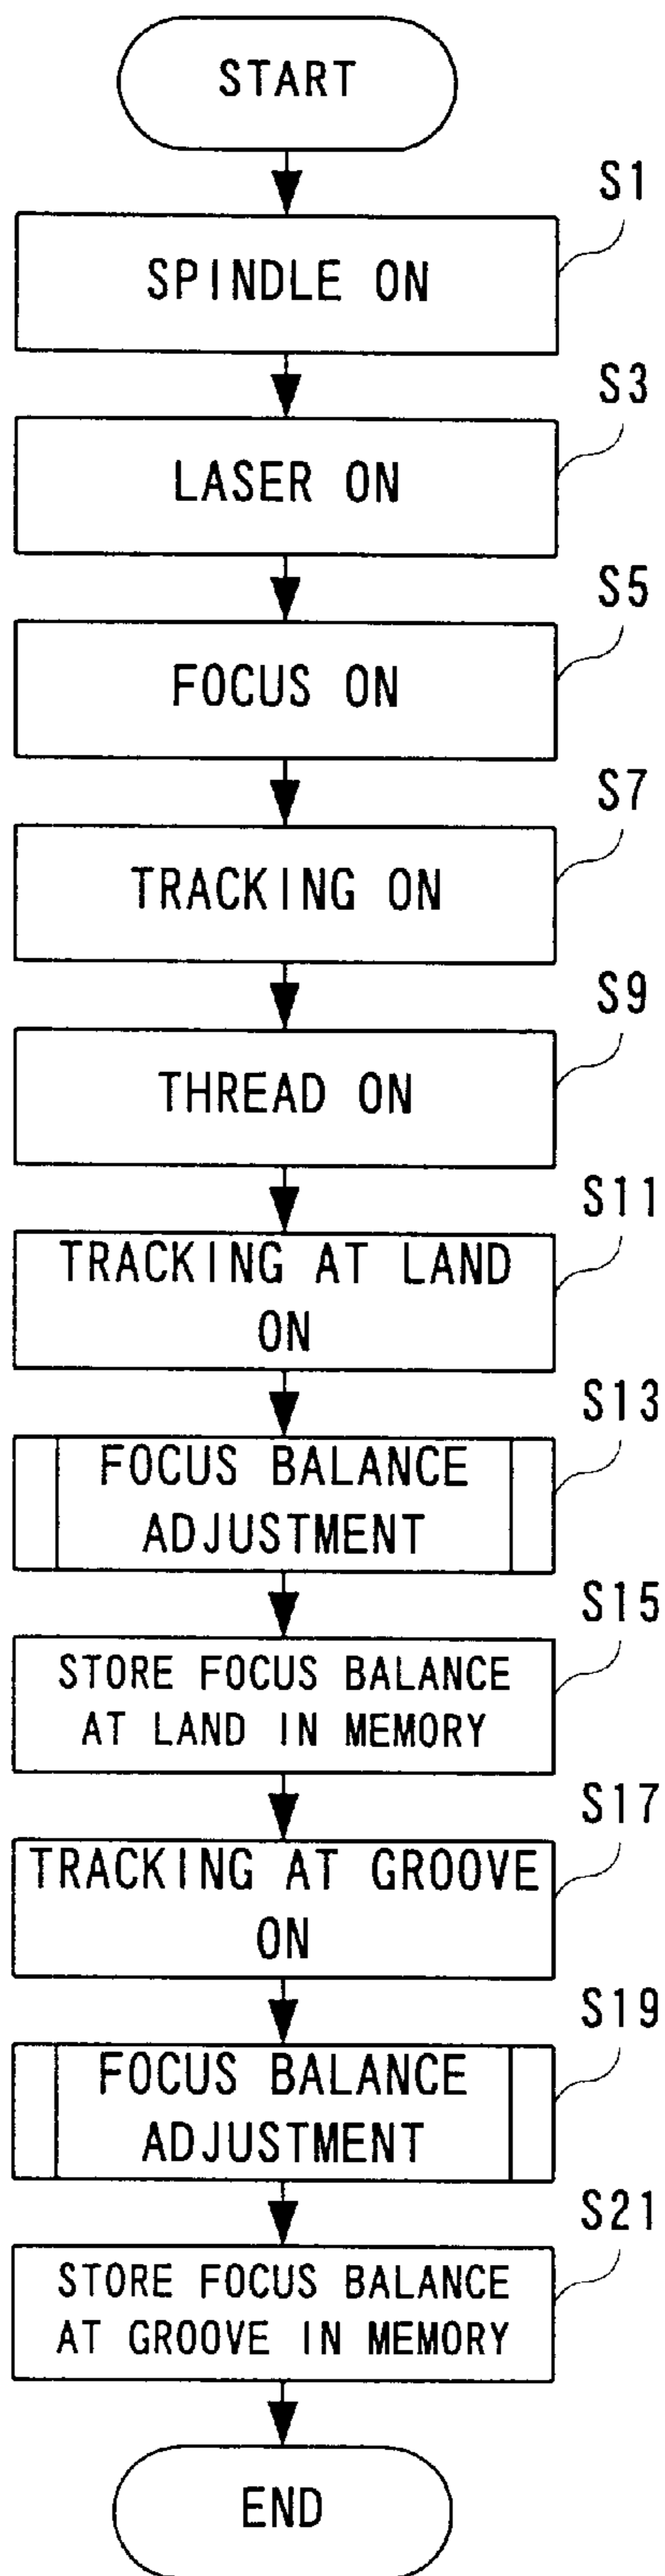 START
S1
SPINDLE ON
S3
LASER ON
S5
FOCUS ON
S7
TRACKING ON
S9
THREAD ON
S11
TRACKING AT LAND
ON
S13
FOCUS BALANCE
ADJUSTMENT
S15
STORE FOCUS BALANCE
AT LAND IN MEMORY
S17
TRACKING AT GROOVE
ON
S19
FOCUS BALANCE
ADJUSTMENT
S21
STORE FOCUS BALANCE
AT GROOVE IN MEMORY
END